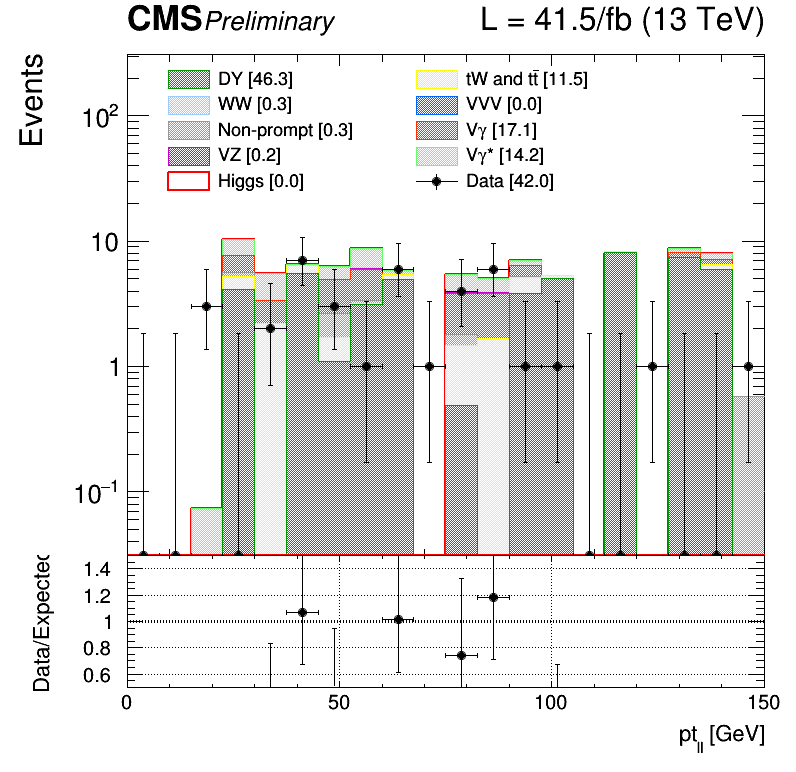 CMS Preliminary L = 41.5/fb (13 TeV)
Events
DY [46.3]
tW and tt̄ [11.5]
WW [0.3]
VVV [0.0]
Non-prompt [0.3]
Vγ [17.1]
VZ [0.2]
Vγ* [14.2]
Higgs [0.0]
Data [42.0]
10²
10
1
10⁻¹
Data/Expected
1.4
1.2
1
0.8
0.6
0 50 100 150
pt_ll [GeV]